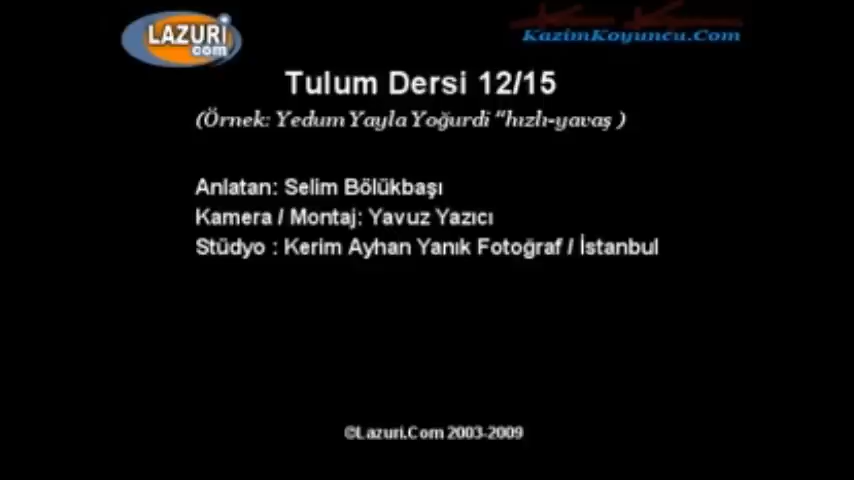 LAZURI
com
KazimKoyuncu.Com
Tulum Dersi 12/15
(Örnek: Yedum Yayla Yoğurdi "hızlı-yavaş )
Anlatan: Selim Bölükbaşı
Kamera / Montaj: Yavuz Yazıcı
Stüdyo : Kerim Ayhan Yanık Fotoğraf / İstanbul
©Lazuri.Com 2003-2009